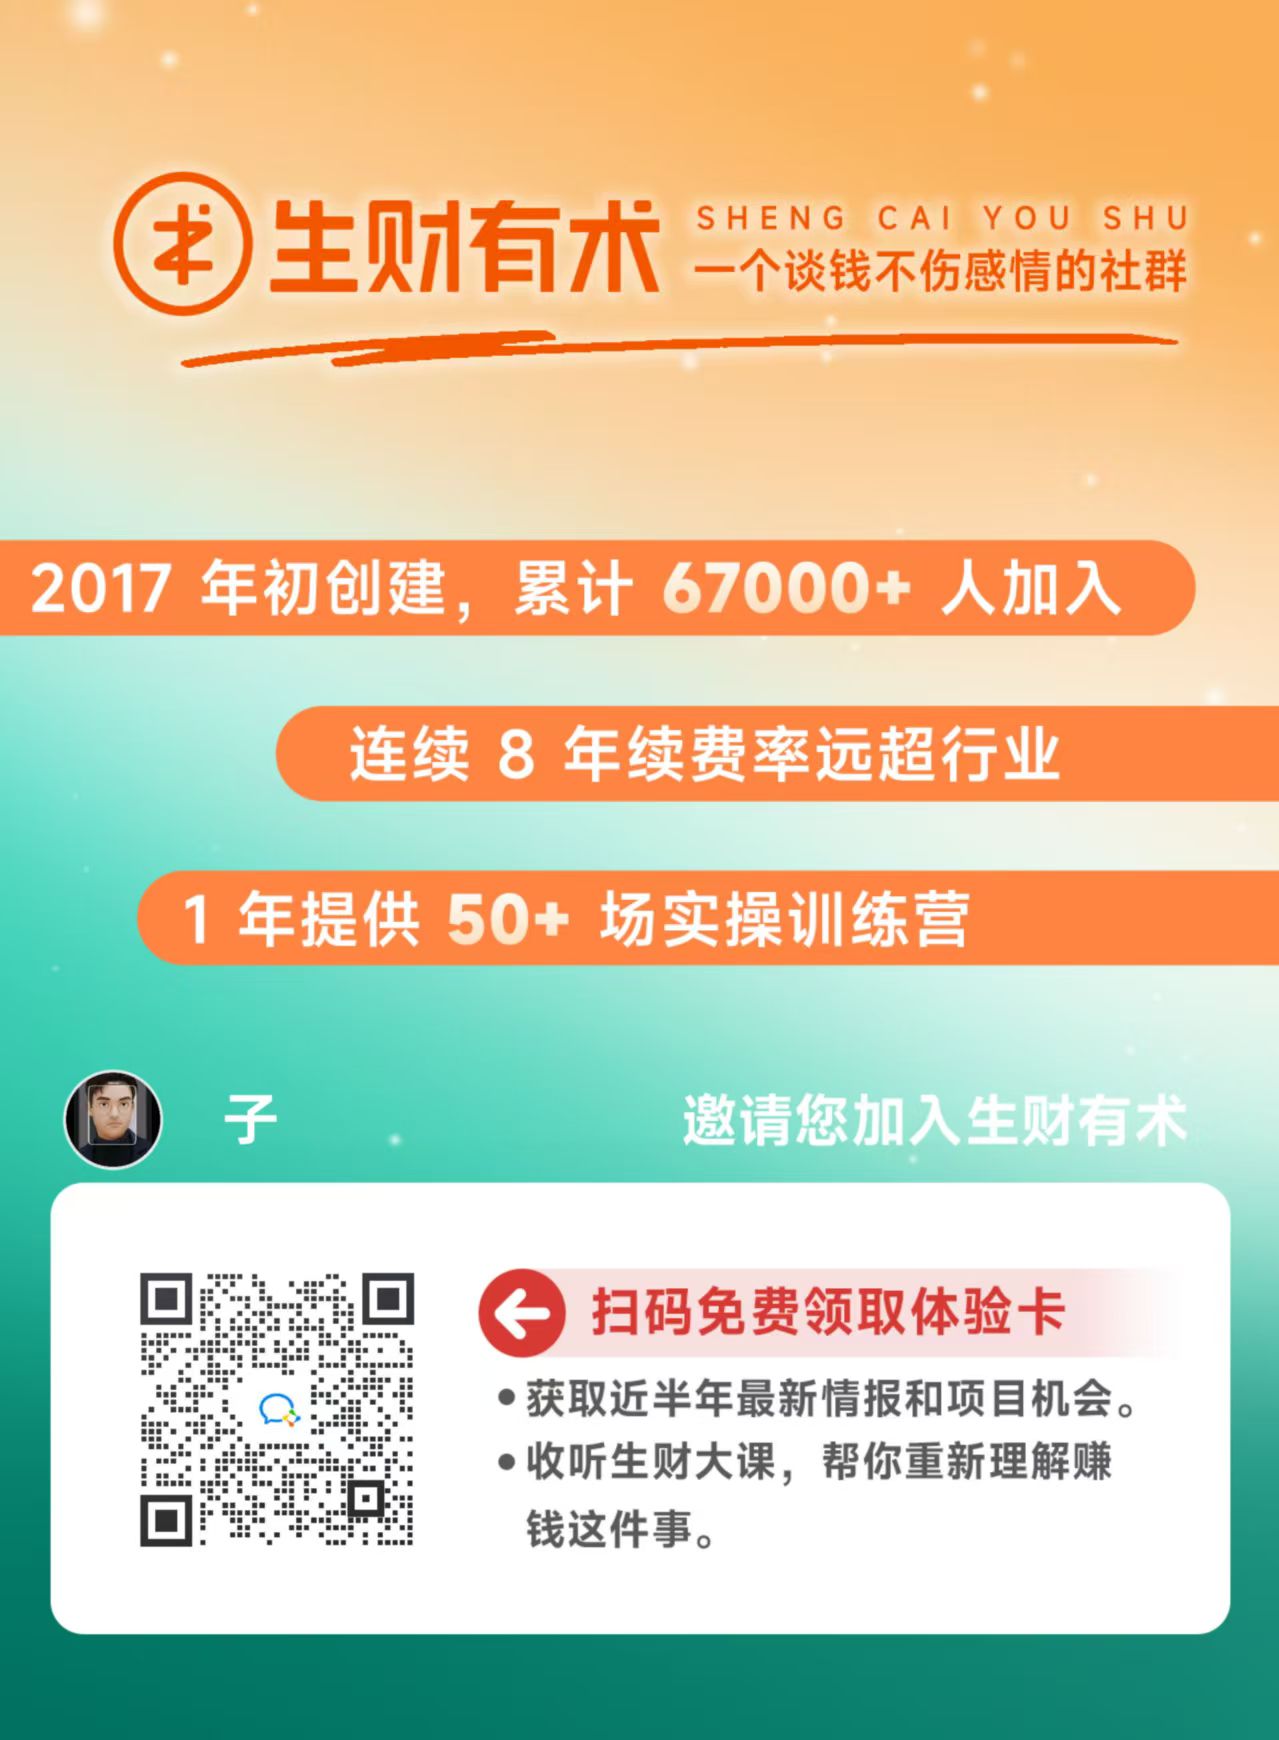 生财有术
SHENG CAI YOU SHU
一个谈钱不伤感情的社群
2017 年初创建，累计 67000+ 人加入
连续 8 年续费率远超行业
1 年提供 50+ 场实操训练营
子
邀请您加入生财有术
扫码免费领取体验卡
•获取近半年最新情报和项目机会。
•收听生财大课，帮你重新理解赚
钱这件事。